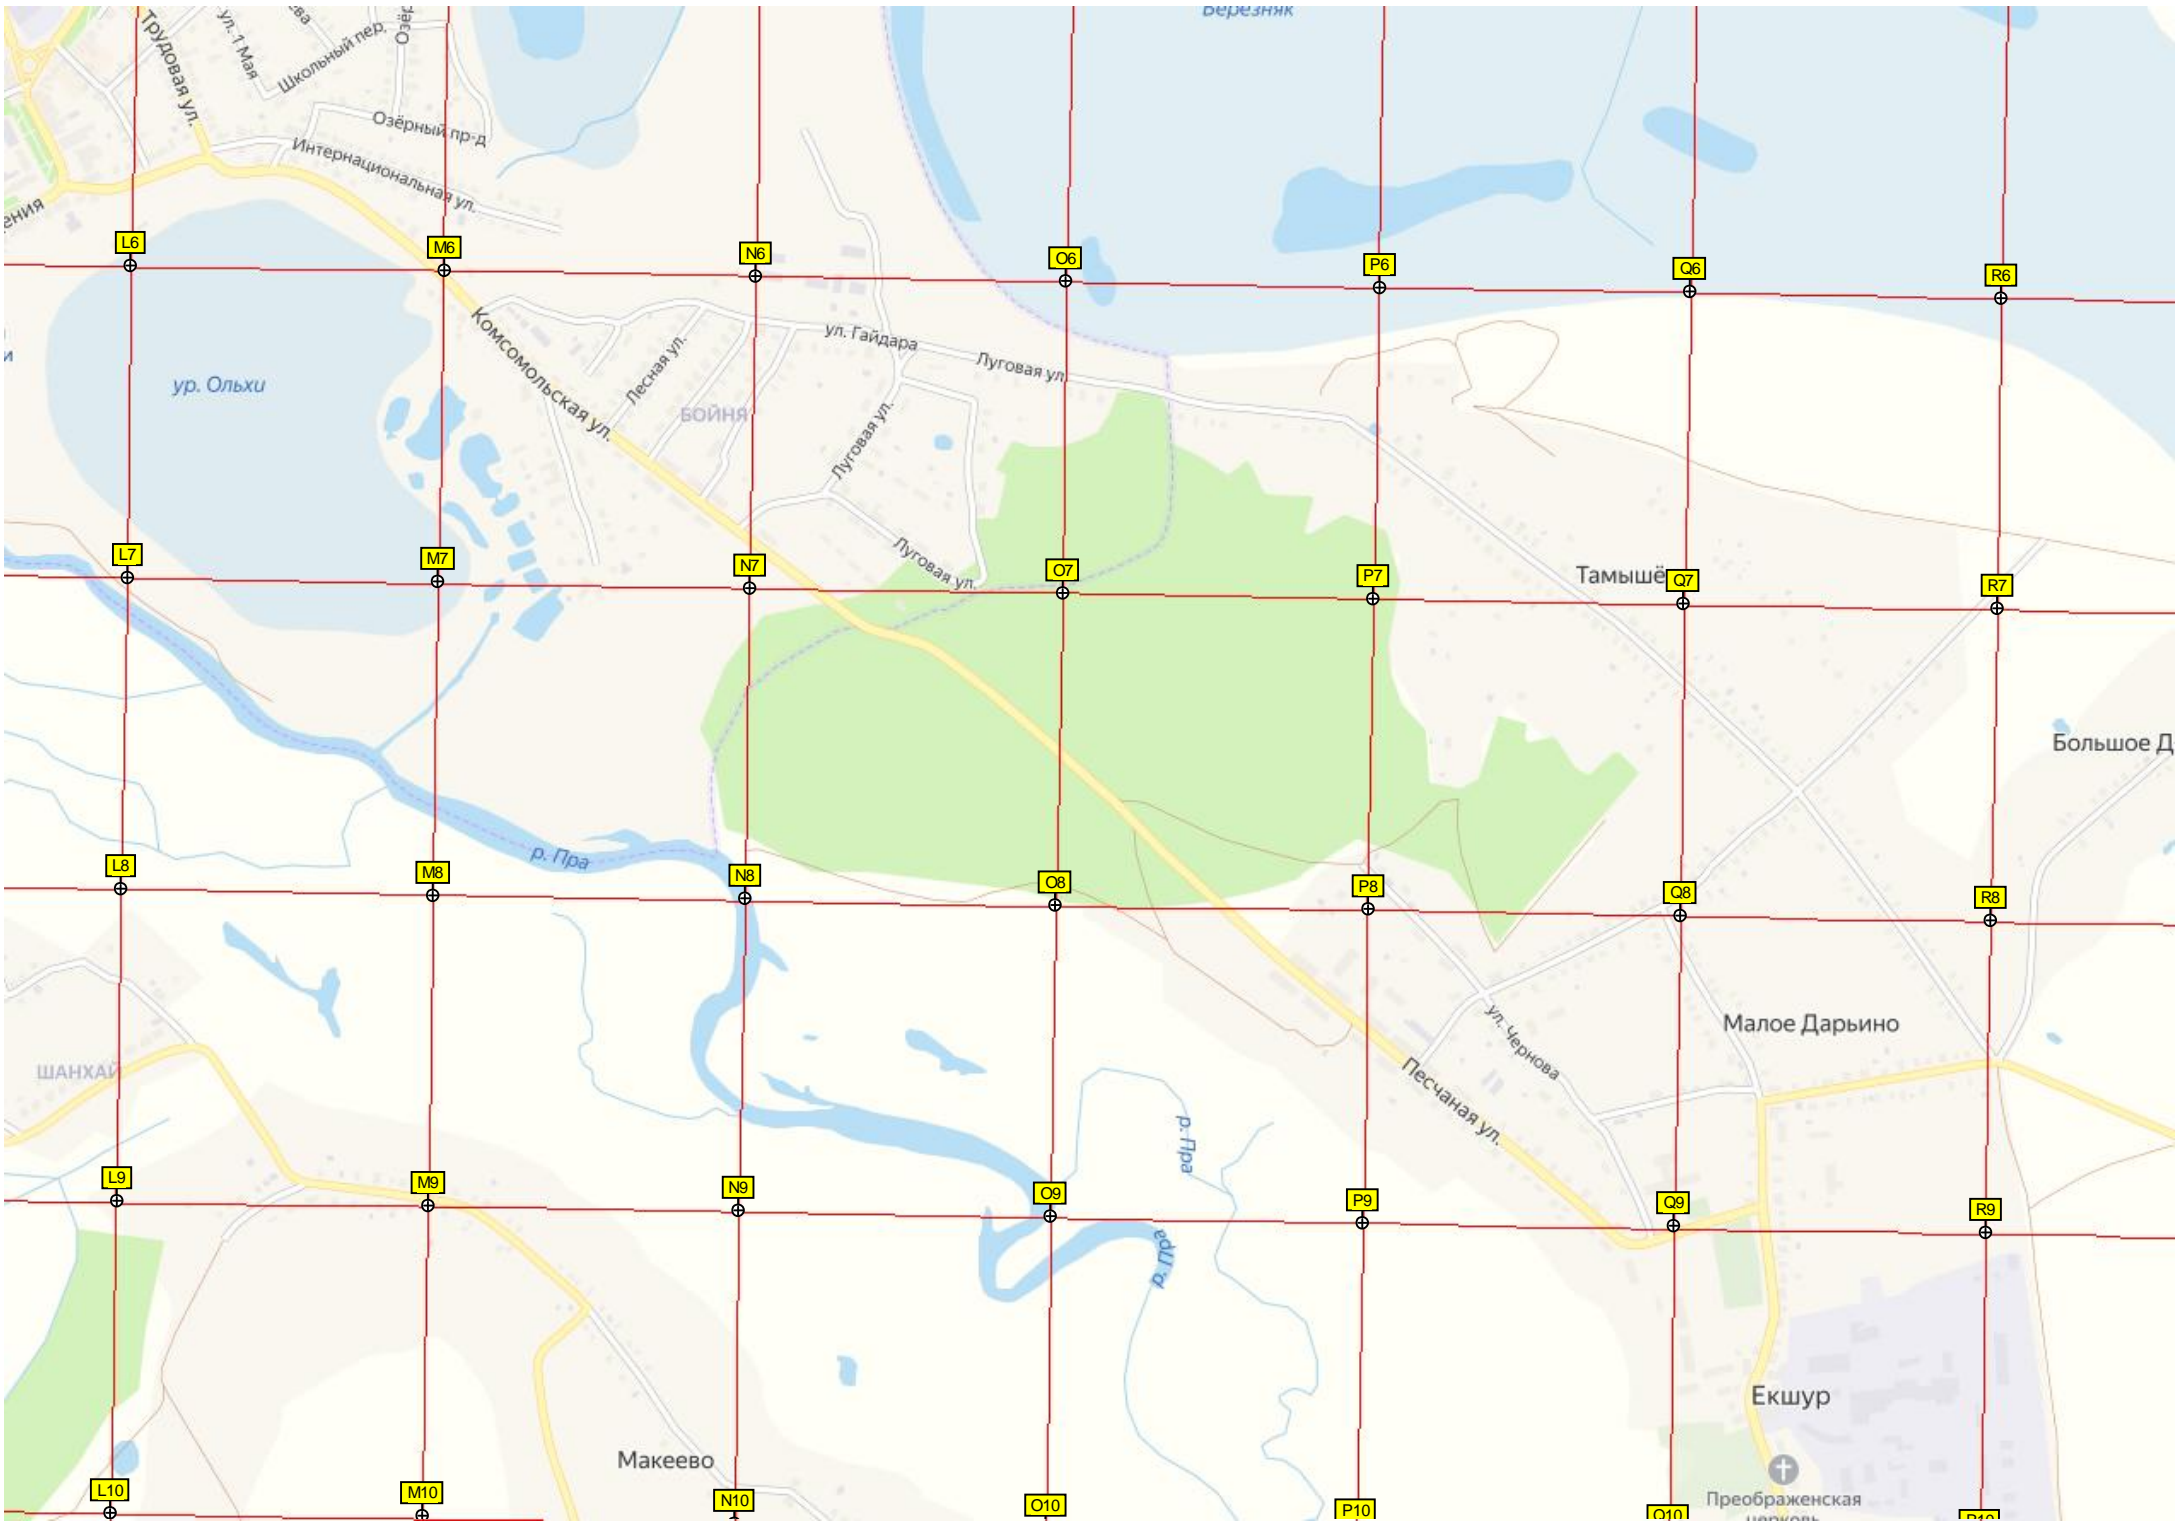 Березняк
Трудовая ул.
ул. 1 Мая
Школьный пер.
Озёрный пр-д
Интернациональная ул.
L6
M6
N6
O6
P6
Q6
R6
Комсомольская ул.
ул. Гайдара
Луговая ул.
Лесная ул.
ур. Ольхи
БОЙНЯ
Луговая ул.
Луговая ул.
L7
M7
N7
O7
P7
Тамышё
Q7
R7
Большое Д
р. Пра
L8
M8
N8
O8
P8
Q8
R8
ШАНХАЙ
Малое Дарьино
ул. Чернова
Песчаная ул.
р. Пра
L9
M9
N9
O9
P9
Q9
R9
р. Пра
Екшур
Макеево
Преображенская
церковь
L10
M10
N10
O10
P10
Q10
R10